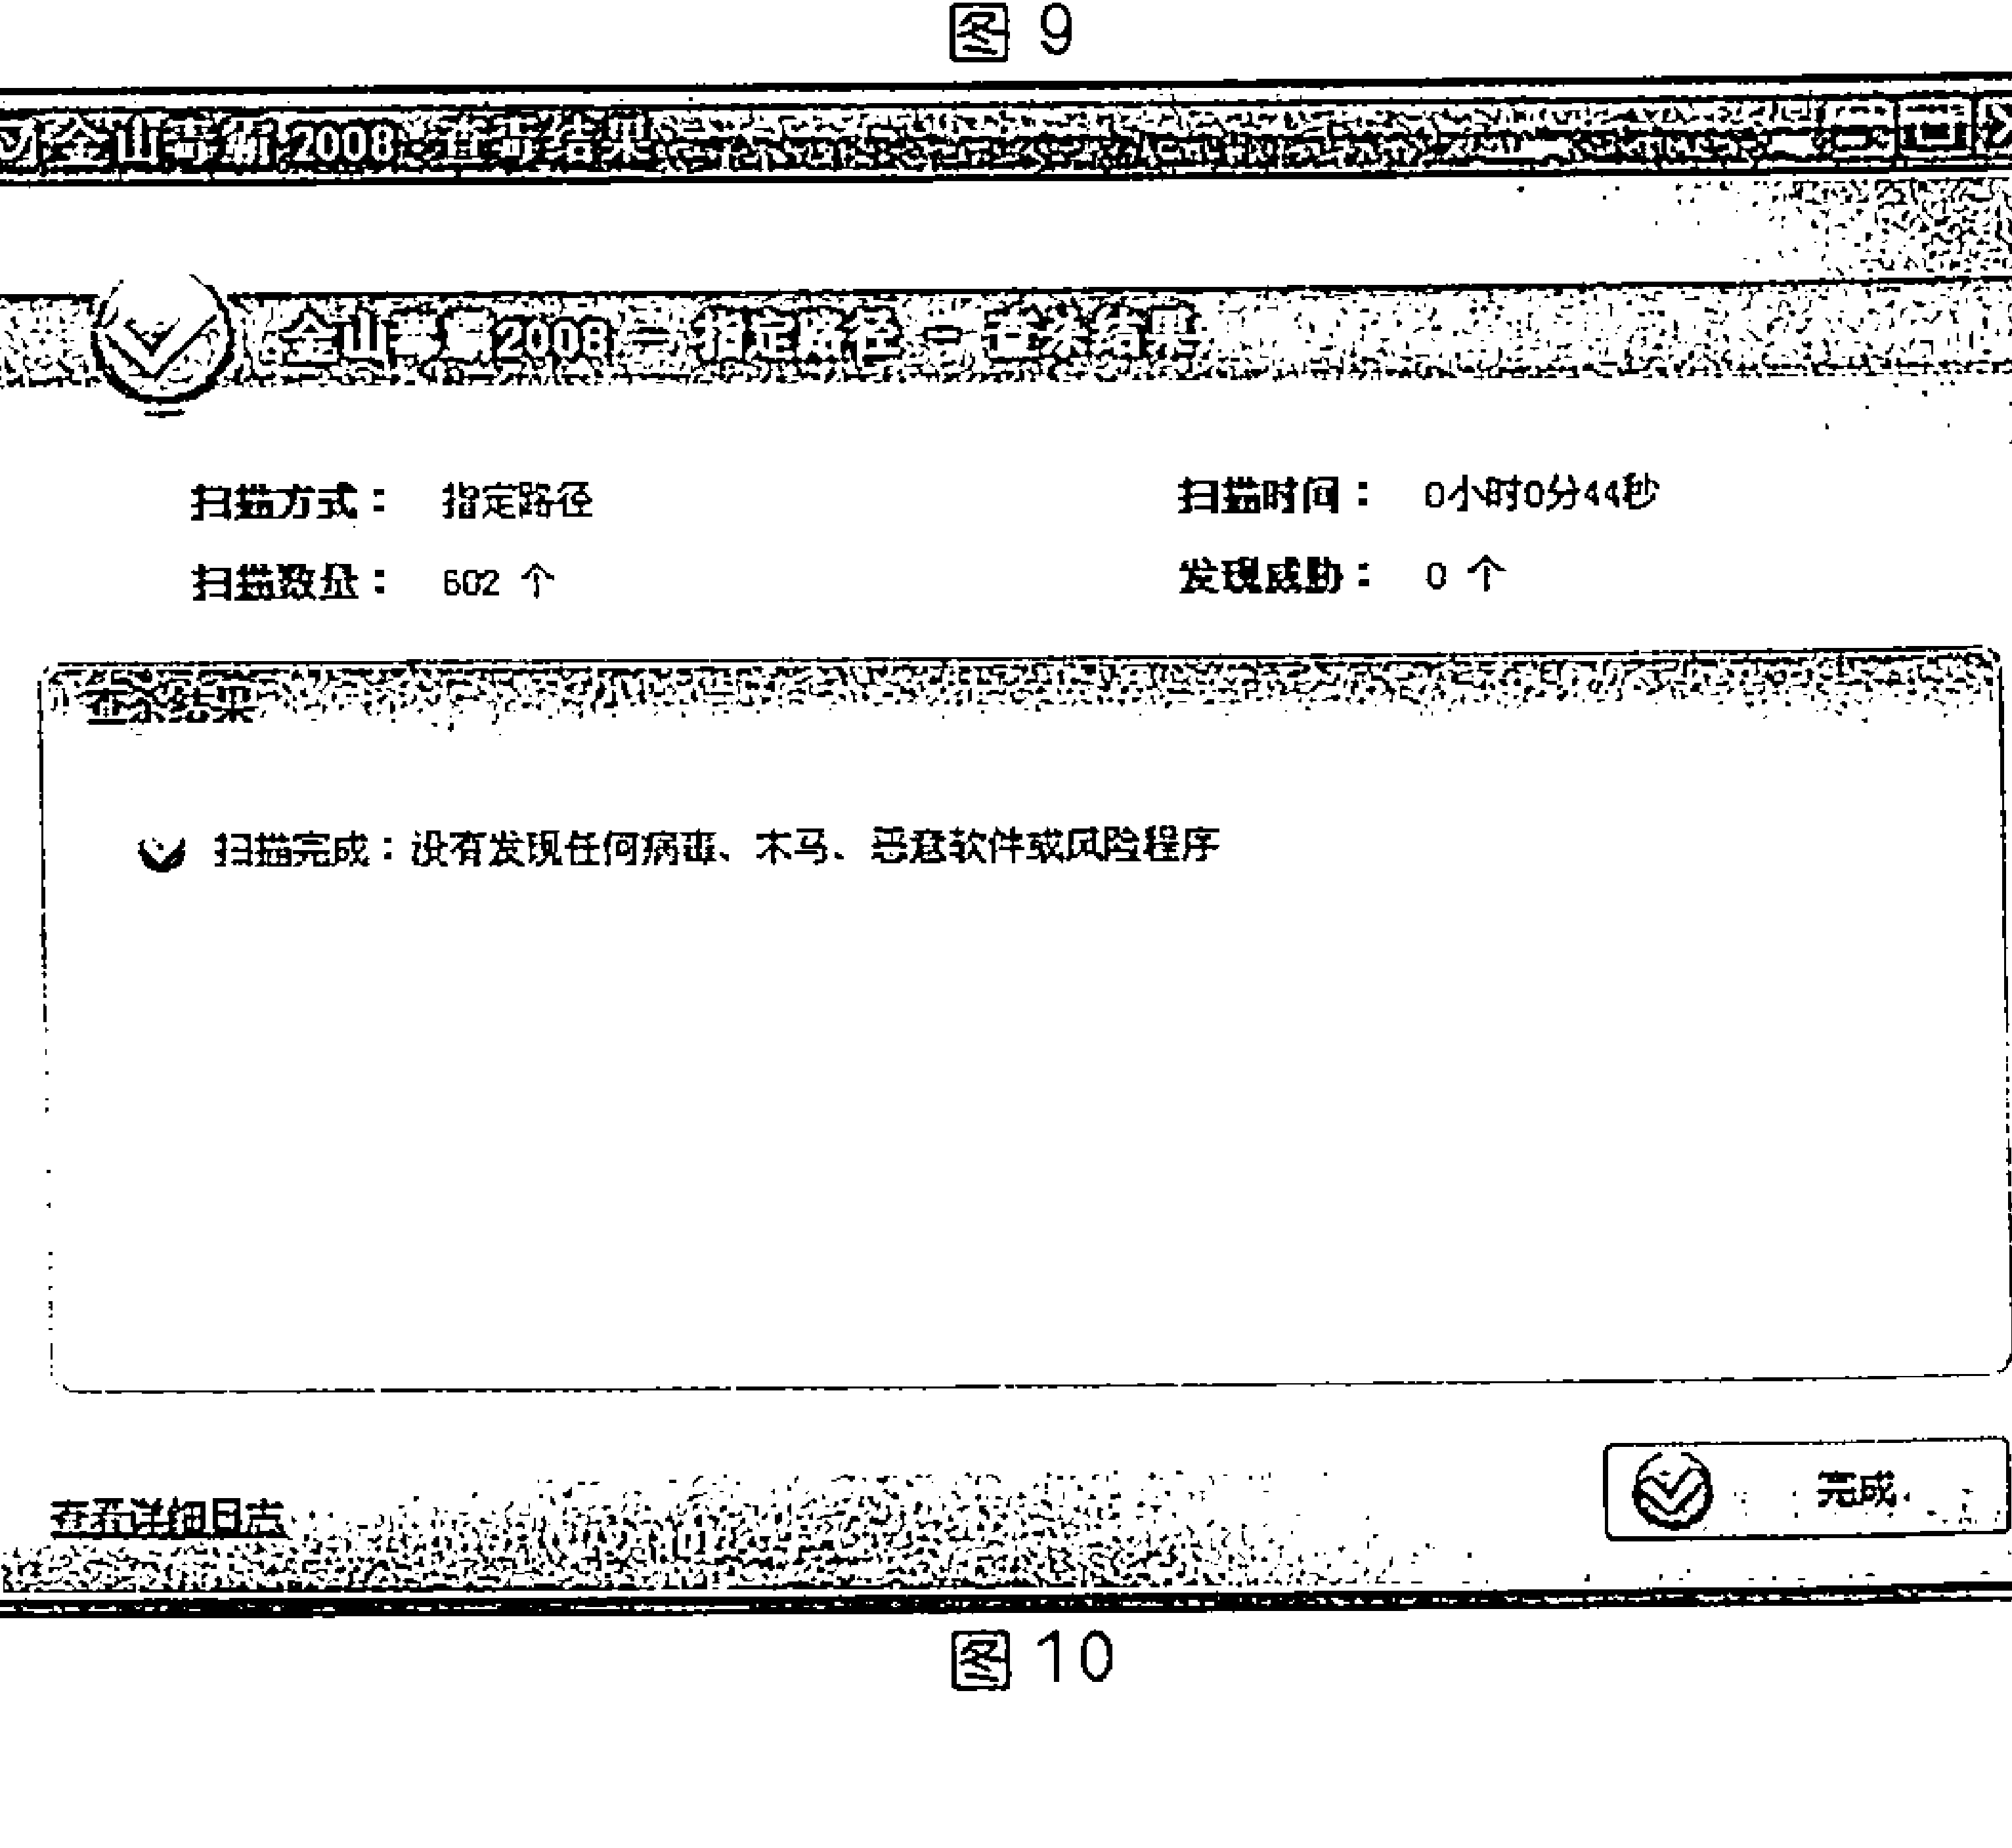 图 9
金山毒霸 2008 - 查毒结果
金山毒霸2008 - 指定路径 - 查杀结果
扫描方式： 指定路径
扫描时间： 0小时0分44秒
扫描数量： 602 个
发现威胁： 0 个
查杀结果
扫描完成：没有发现任何病毒、木马、恶意软件或风险程序
查看详细日志
完成
图 10